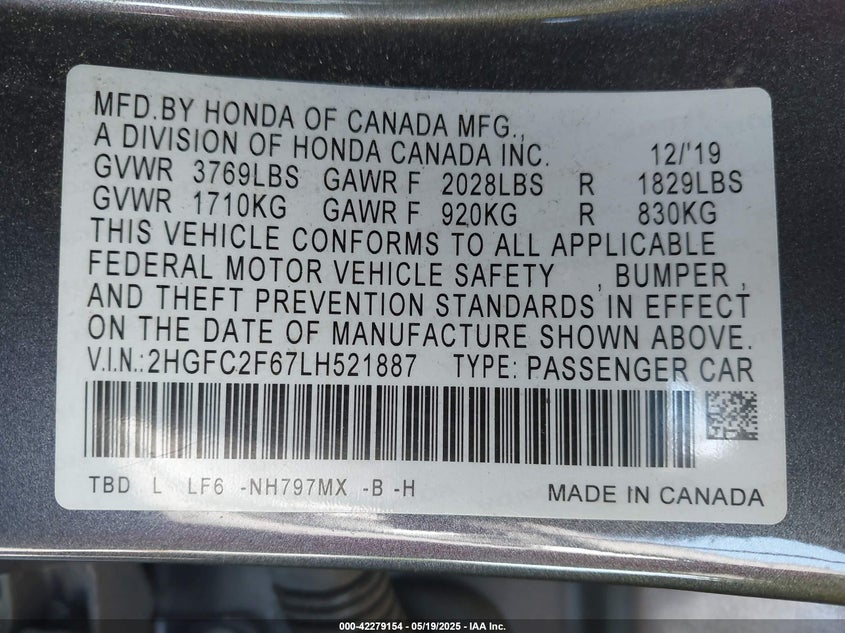 MFD.BY HONDA OF CANADA MFG.,
A DIVISION OF HONDA CANADA INC. 12/'19
GVWR 3769LBS GAWR F 2028LBS R 1829LBS
GVWR 1710KG GAWR F 920KG R 830KG
THIS VEHICLE CONFORMS TO ALL APPLICABLE
FEDERAL MOTOR VEHICLE SAFETY , BUMPER ,
AND THEFT PREVENTION STANDARDS IN EFFECT
ON THE DATE OF MANUFACTURE SHOWN ABOVE.
V.I.N.:2HGFC2F67LH521887 TYPE: PASSENGER CAR
TBD L LF6 -NH797MX -B -H MADE IN CANADA
000-42279154 - 05/19/2025 - IAA Inc.